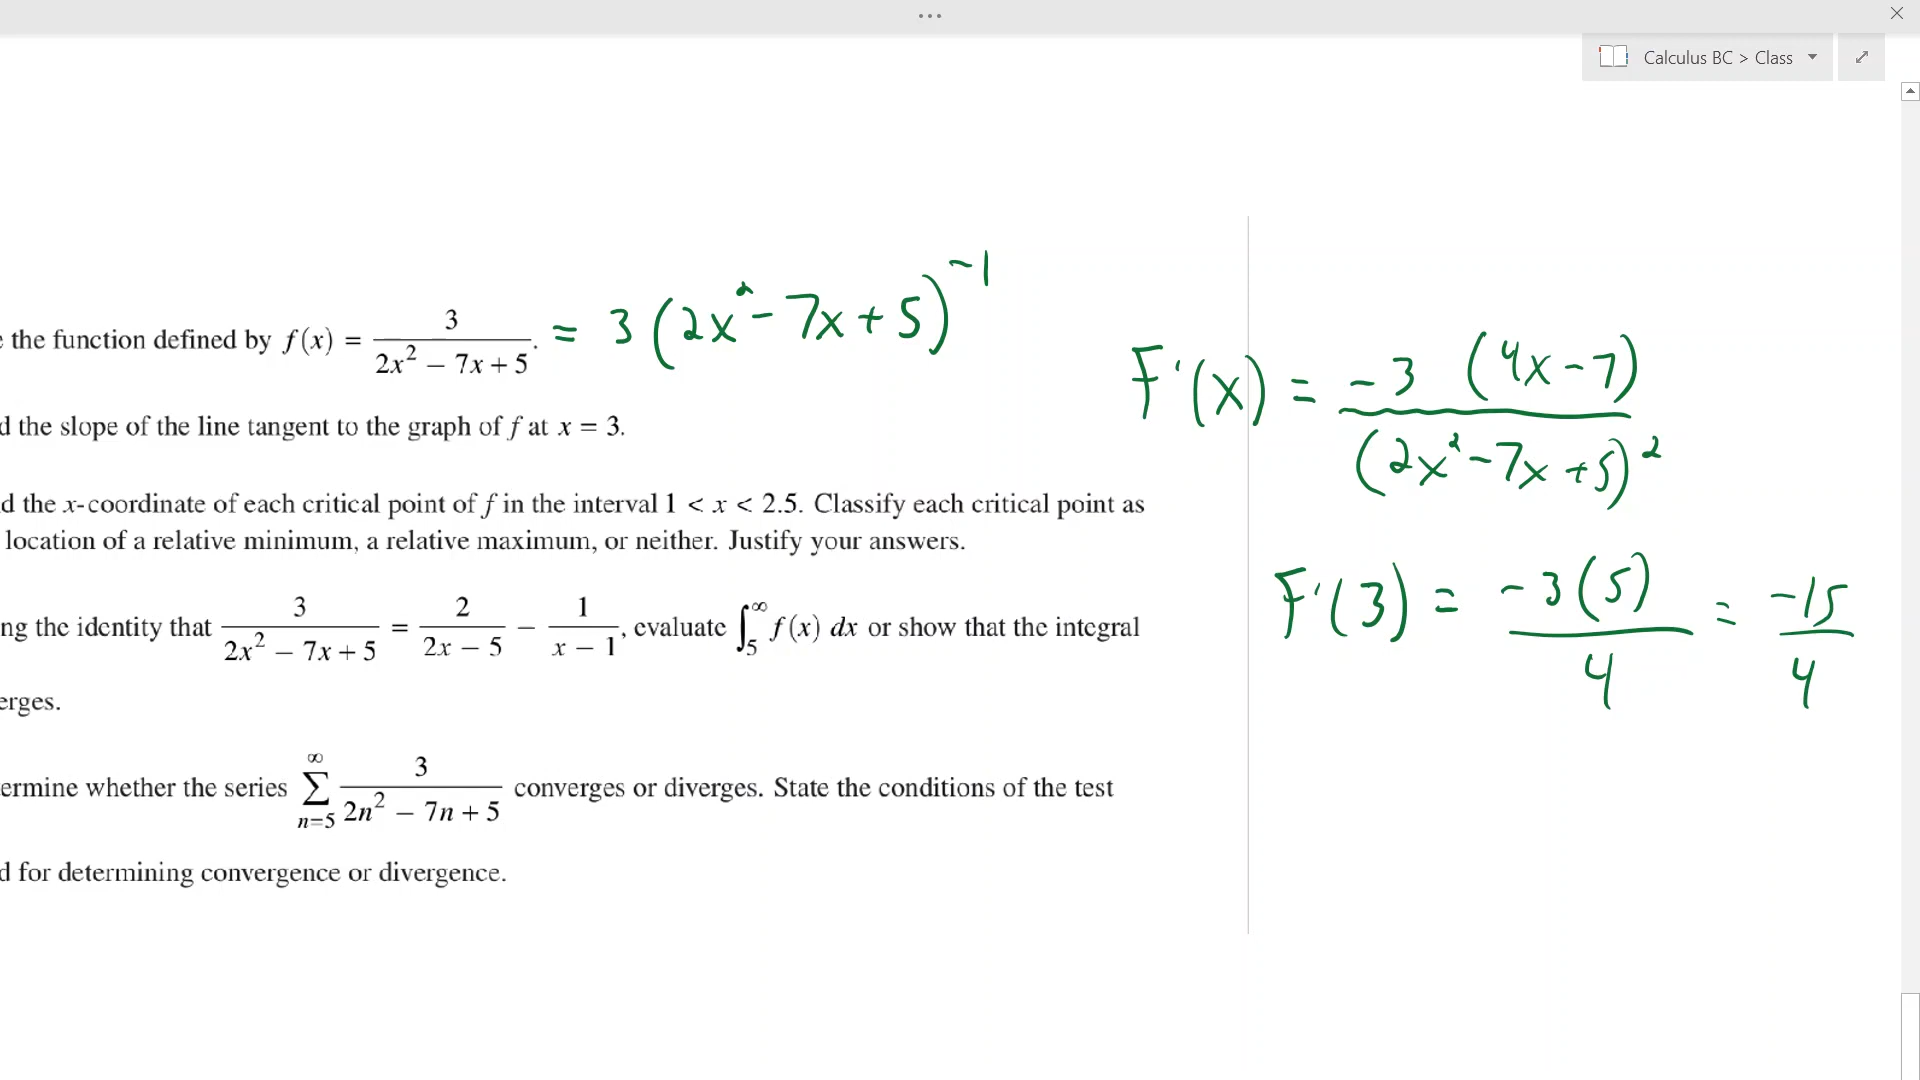 Calculus BC > Class
e the function defined by f(x) = 3 / (2x² − 7x + 5). = 3(2x² - 7x + 5)⁻¹
F'(x) = -3 (4x - 7) / (2x² - 7x + 5)²
d the slope of the line tangent to the graph of f at x = 3.
d the x-coordinate of each critical point of f in the interval 1 < x < 2.5. Classify each critical point as
location of a relative minimum, a relative maximum, or neither. Justify your answers.
F'(3) = -3(5) / 4 = -15 / 4
ng the identity that 3 / (2x² − 7x + 5) = 2 / (2x − 5) − 1 / (x − 1), evaluate ∫₅^∞ f(x) dx or show that the integral
erges.
ermine whether the series ∑ₙ₌₅^∞ 3 / (2n² − 7n + 5) converges or diverges. State the conditions of the test
d for determining convergence or divergence.